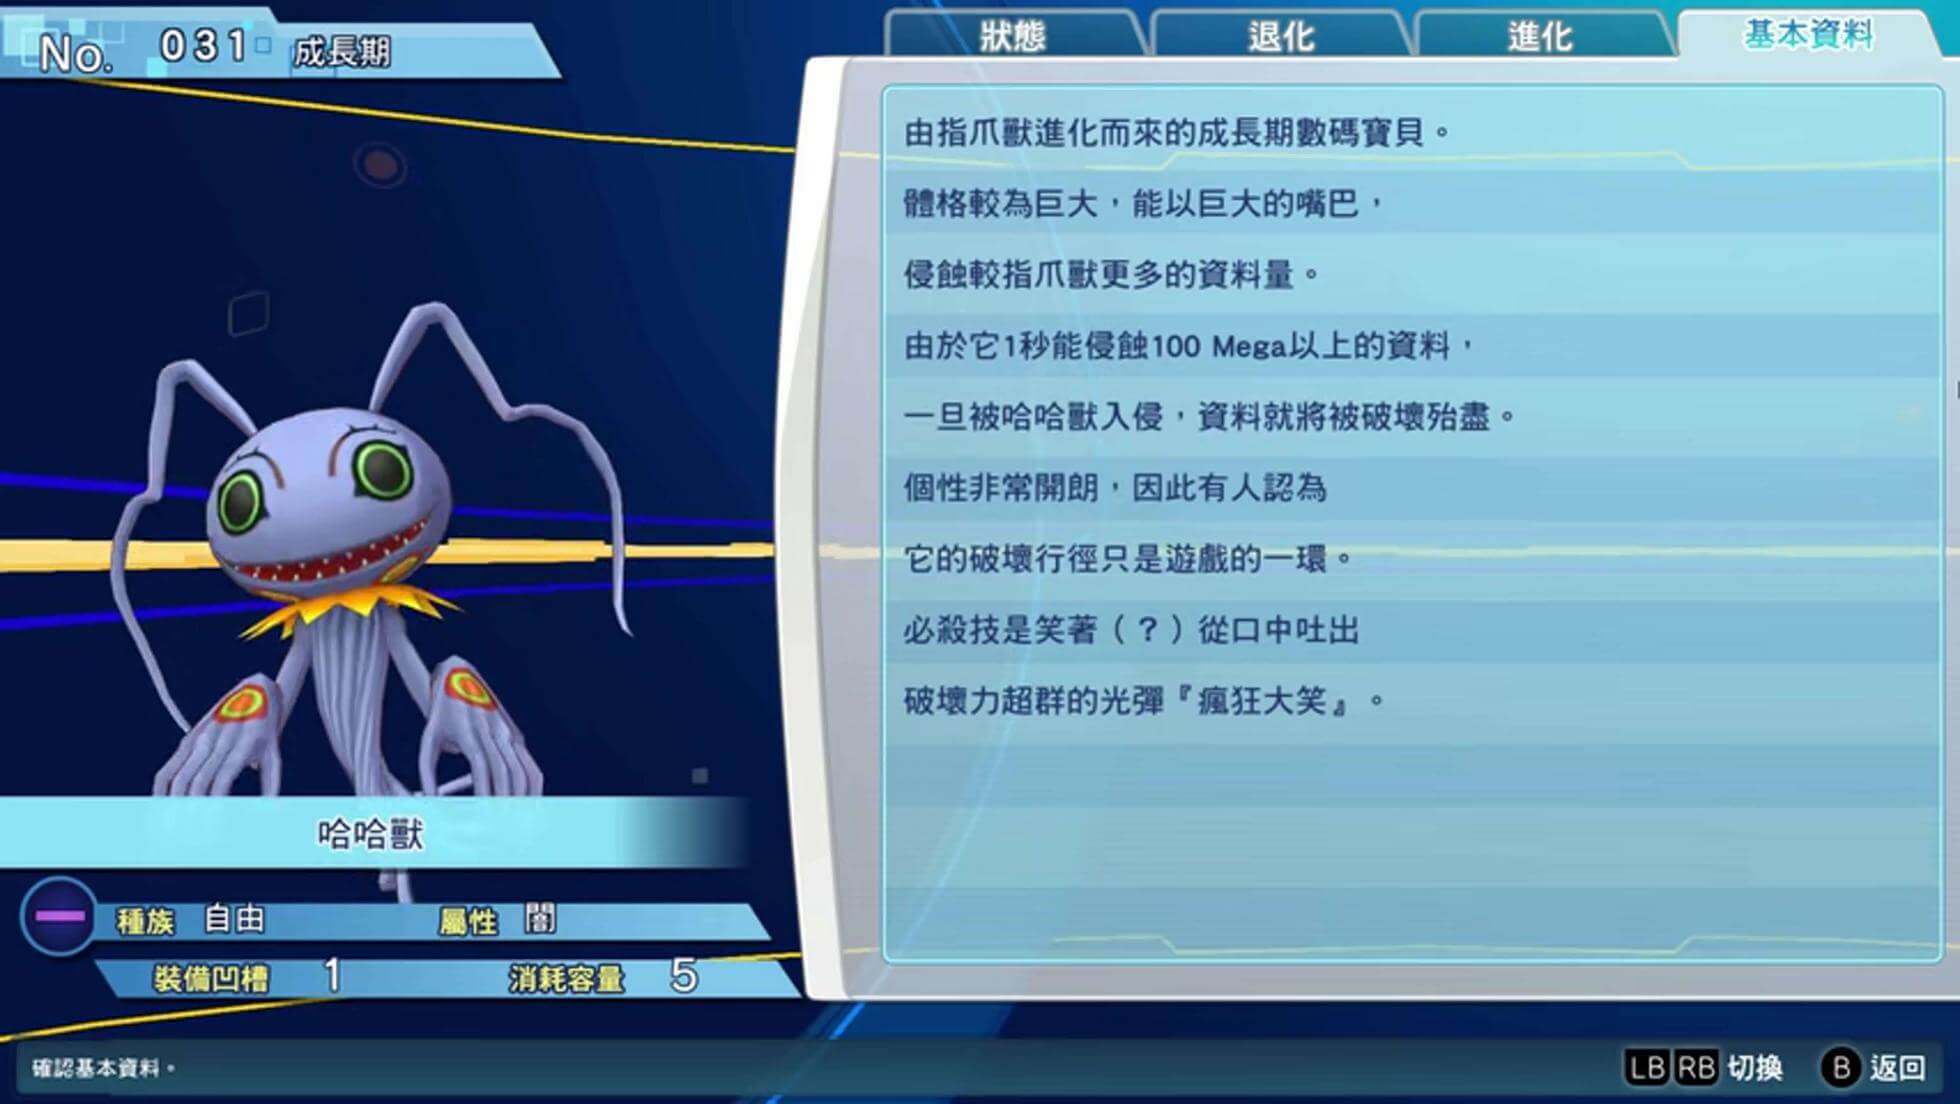 No. 031 成長期
狀態 退化 進化 基本資料
由指爪獸進化而來的成長期數碼寶貝。
體格較為巨大，能以巨大的嘴巴，
侵蝕較指爪獸更多的資料量。
由於它1秒能侵蝕100 Mega以上的資料，
一旦被哈哈獸入侵，資料就將被破壞殆盡。
個性非常開朗，因此有人認為
它的破壞行徑只是遊戲的一環。
必殺技是笑著（？）從口中吐出
破壞力超群的光彈『瘋狂大笑』。
哈哈獸
種族 自由 屬性 闇
裝備凹槽 1 消耗容量 5
確認基本資料。
LB RB 切換 B 返回